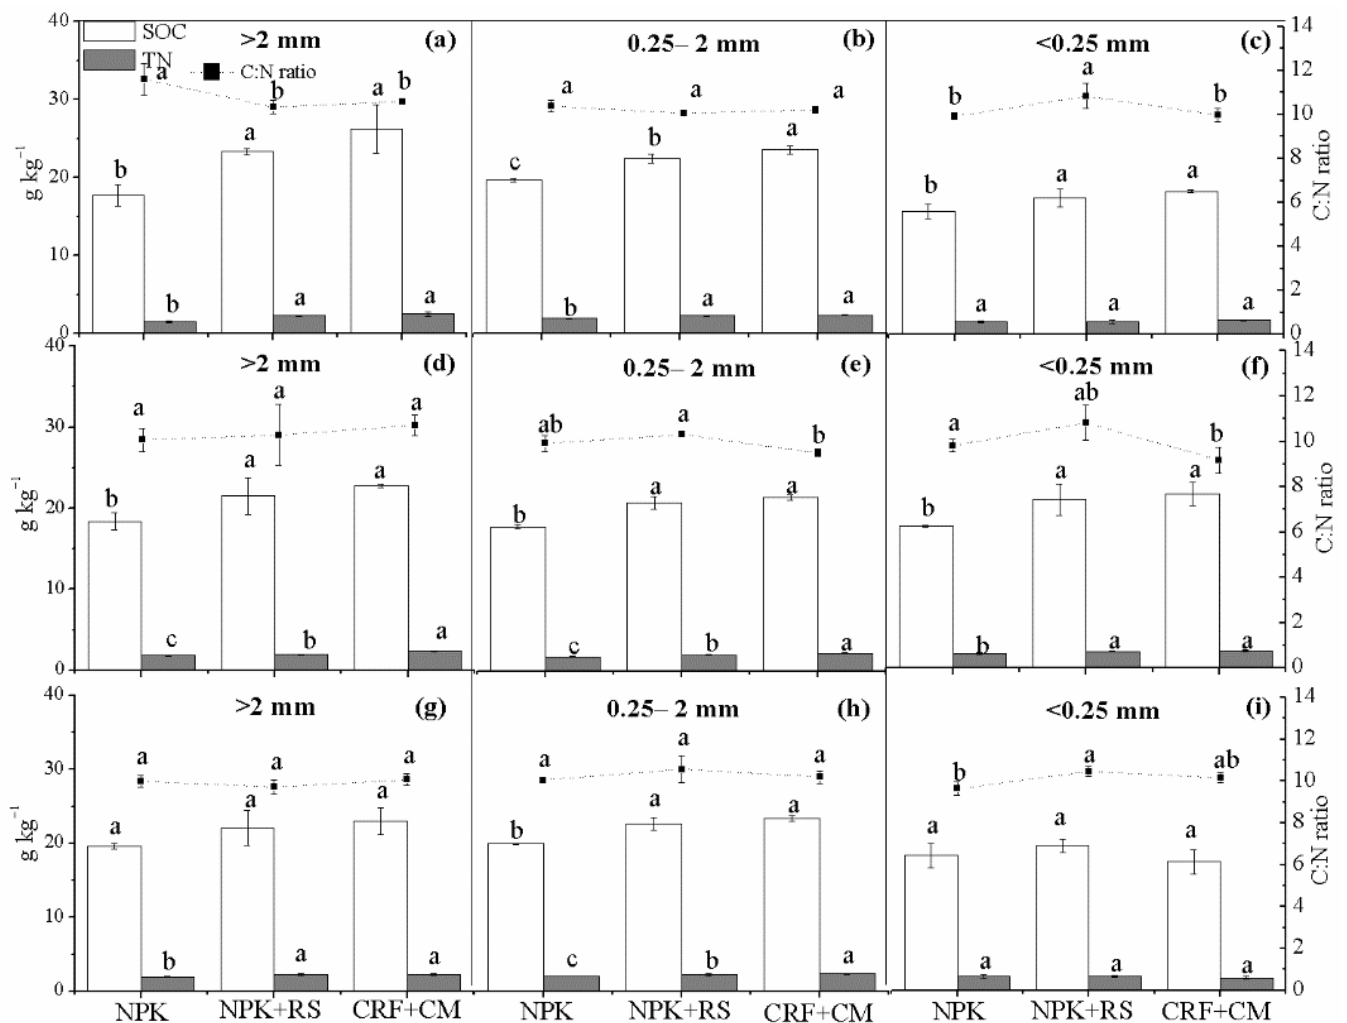 40
SOC
TN
>2 mm
(a)
0.25– 2 mm
(b)
<0.25 mm
(c)
14
a
C:N ratio
b
b
a
a
a
b
a
b
12
30
10
b
a
a
c
b
a
b
a
a
8
20
6
10
4
2
b
a
a
b
a
a
a
a
a
0
0
g kg⁻¹
C:N ratio
40
>2 mm
(d)
0.25– 2 mm
(e)
<0.25 mm
(f)
14
a
a
a
ab
a
b
a
ab
b
12
30
10
b
a
a
b
a
a
b
a
a
8
20
6
10
4
2
c
b
a
c
b
a
b
a
a
0
0
g kg⁻¹
C:N ratio
40
>2 mm
(g)
0.25– 2 mm
(h)
<0.25 mm
(i)
14
a
a
a
a
a
a
b
a
ab
12
30
10
a
a
a
b
a
a
a
a
a
8
20
6
10
4
2
b
a
a
c
b
a
a
a
a
0
0
g kg⁻¹
C:N ratio
NPK
NPK+RS
CRF+CM
NPK
NPK+RS
CRF+CM
NPK
NPK+RS
CRF+CM